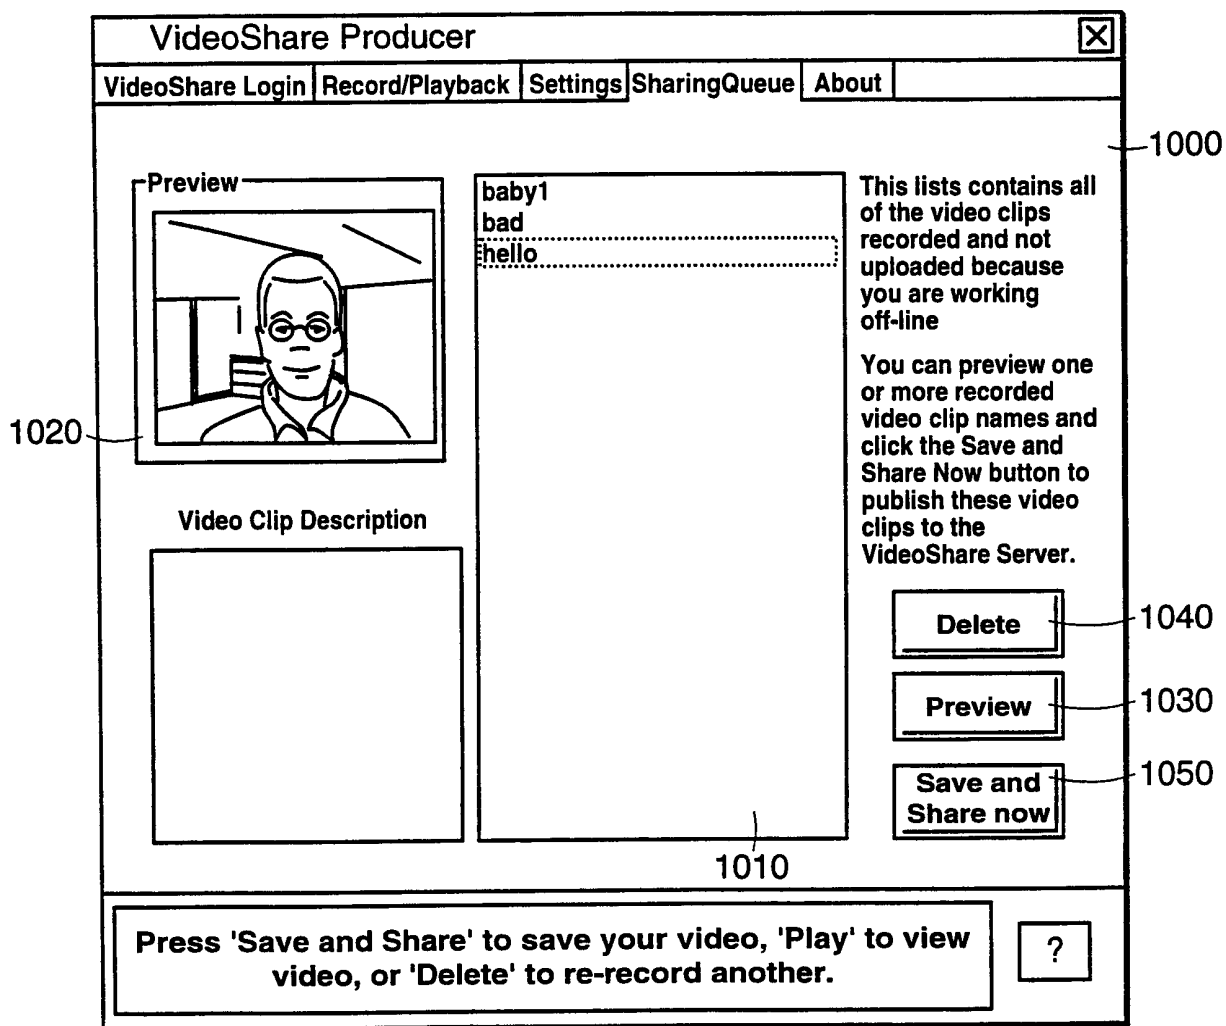 VideoShare Producer
VideoShare Login
Record/Playback
Settings
SharingQueue
About
1000
Preview
1020
Video Clip Description
baby1
bad
hello
1010
This lists contains all
of the video clips
recorded and not
uploaded because
you are working
off-line
You can preview one
or more recorded
video clip names and
click the Save and
Share Now button to
publish these video
clips to the
VideoShare Server.
Delete
1040
Preview
1030
Save and
Share now
1050
Press 'Save and Share' to save your video, 'Play' to view
video, or 'Delete' to re-record another.
?